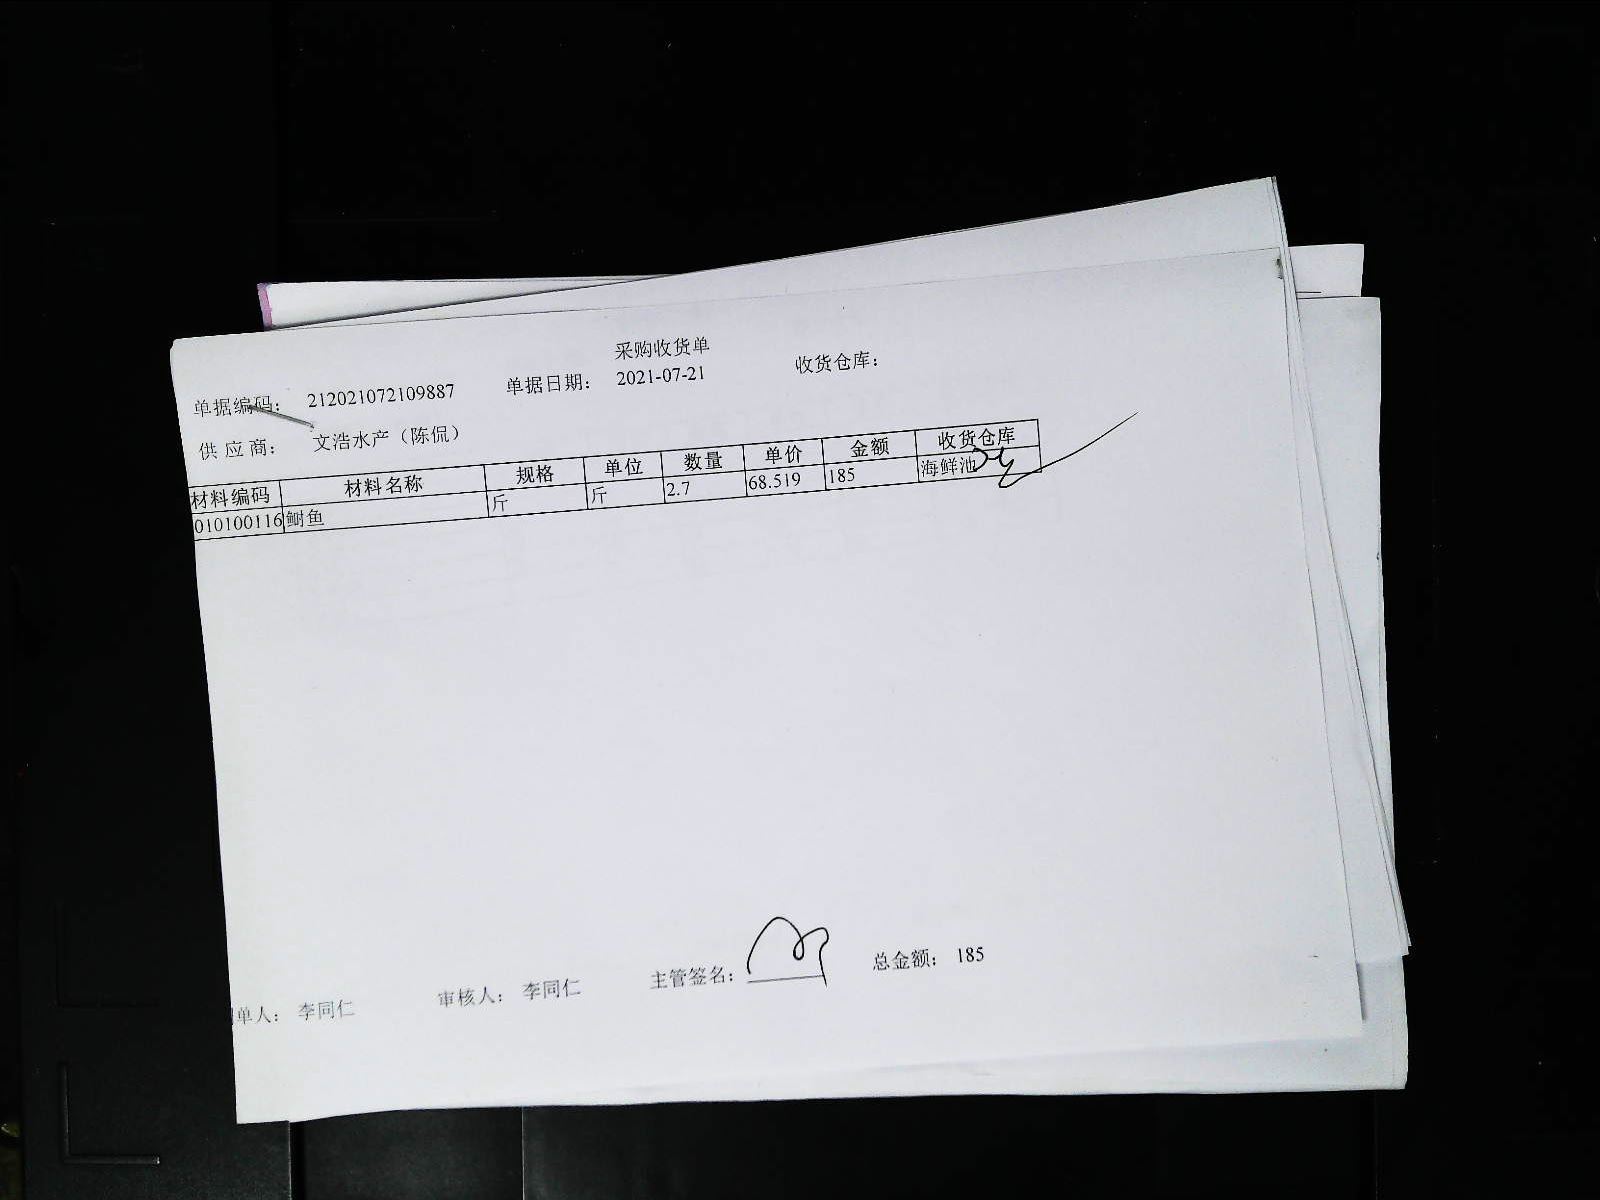 采购收货单
单据编码: 212021072109887 单据日期: 2021-07-21 收货仓库:
供 应 商: 文浩水产（陈侃）
材料编码 材料名称 规格 单位 数量 单价 金额 收货仓库
010100116 鲥鱼 斤 斤 2.7 68.519 185 海鲜池
单人: 李同仁 审核人: 李同仁 主管签名: 总金额: 185